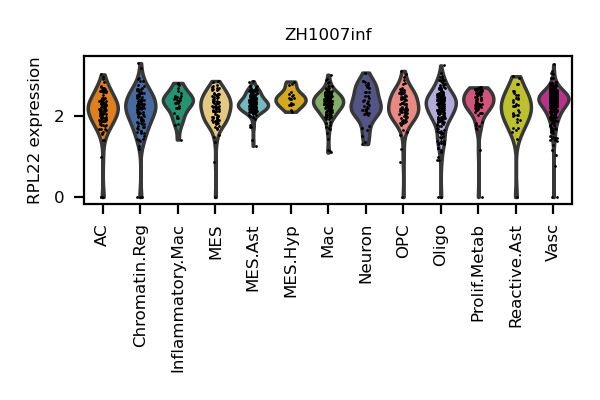 ZH1007inf
RPL22 expression
2
0
AC
Chromatin.Reg
Inflammatory.Mac
MES
MES.Ast
MES.Hyp
Mac
Neuron
OPC
Oligo
Prolif.Metab
Reactive.Ast
Vasc